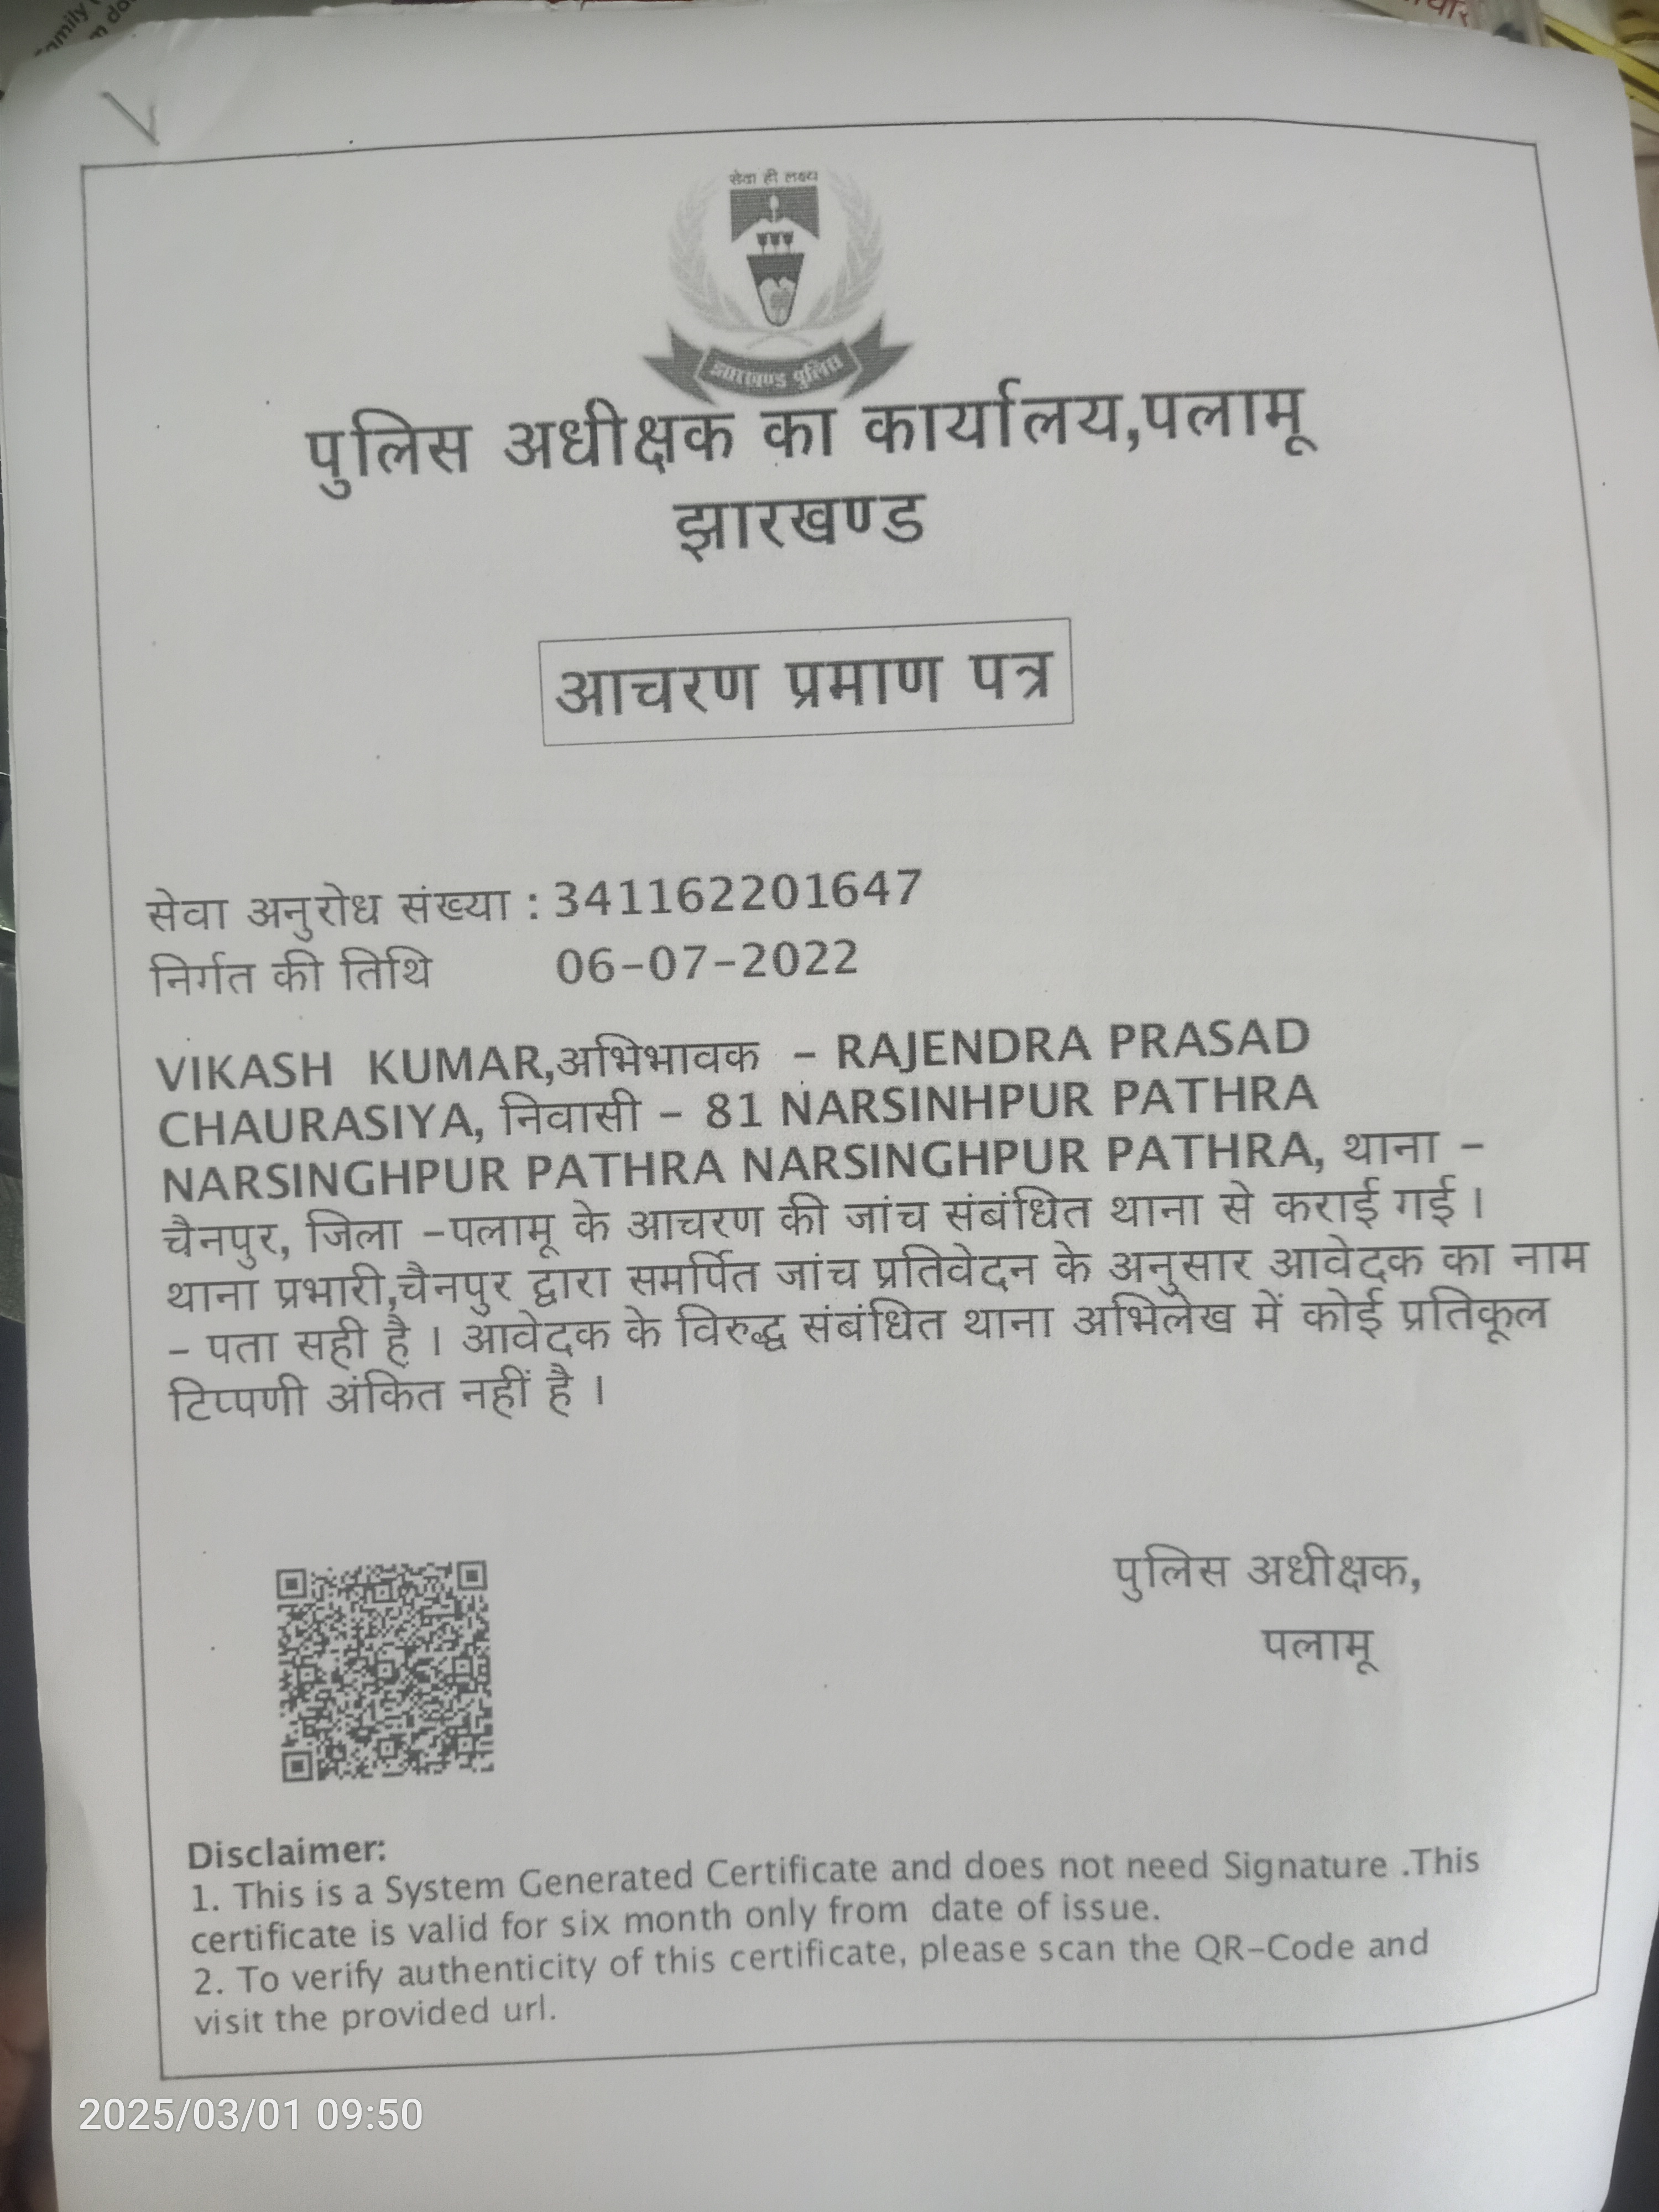 सेवा ही लक्ष्य
झारखण्ड पुलिस
पुलिस अधीक्षक का कार्यालय,पलामू
झारखण्ड
आचरण प्रमाण पत्र
सेवा अनुरोध संख्या : 341162201647
निर्गत की तिथि 06-07-2022
VIKASH KUMAR,अभिभावक - RAJENDRA PRASAD
CHAURASIYA, निवासी - 81 NARSINHPUR PATHRA
NARSINGHPUR PATHRA NARSINGHPUR PATHRA, थाना -
चैनपुर, जिला -पलामू के आचरण की जांच संबंधित थाना से कराई गई ।
थाना प्रभारी,चैनपुर द्वारा समर्पित जांच प्रतिवेदन के अनुसार आवेदक का नाम
- पता सही है । आवेदक के विरुद्ध संबंधित थाना अभिलेख में कोई प्रतिकूल
टिप्पणी अंकित नहीं है ।
पुलिस अधीक्षक,
पलामू
Disclaimer:
1. This is a System Generated Certificate and does not need Signature .This
certificate is valid for six month only from date of issue.
2. To verify authenticity of this certificate, please scan the QR-Code and
visit the provided url.
2025/03/01 09:50